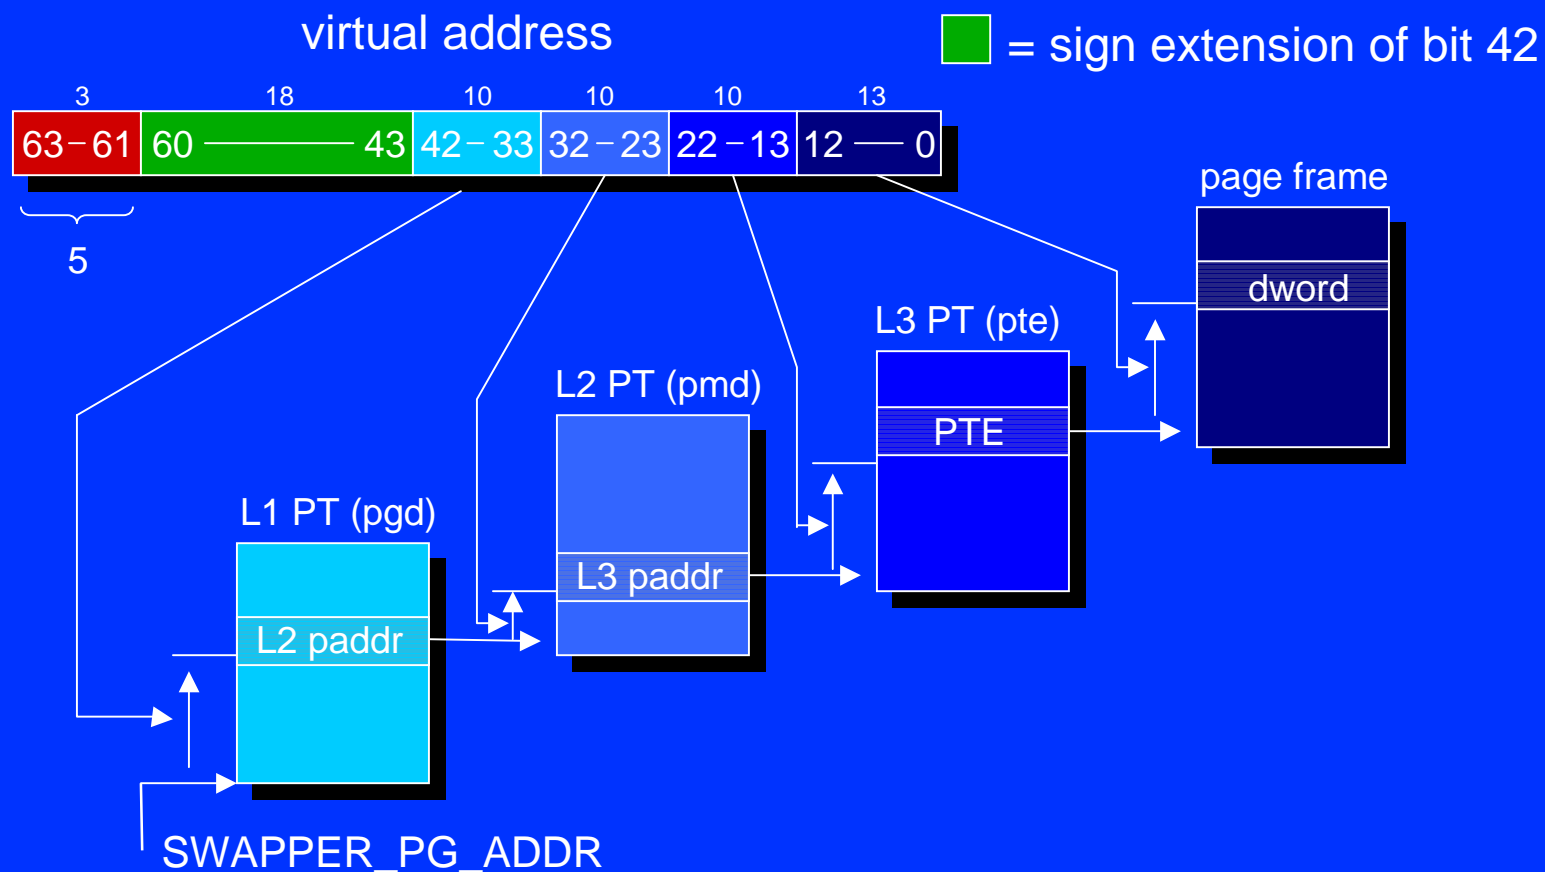 virtual address
= sign extension of bit 42
3 18 10 10 10 13
63–61 60 — 43 42–33 32–23 22–13 12 — 0
5
page frame
dword
L3 PT (pte)
PTE
L2 PT (pmd)
L3 paddr
L1 PT (pgd)
L2 paddr
SWAPPER_PG_ADDR